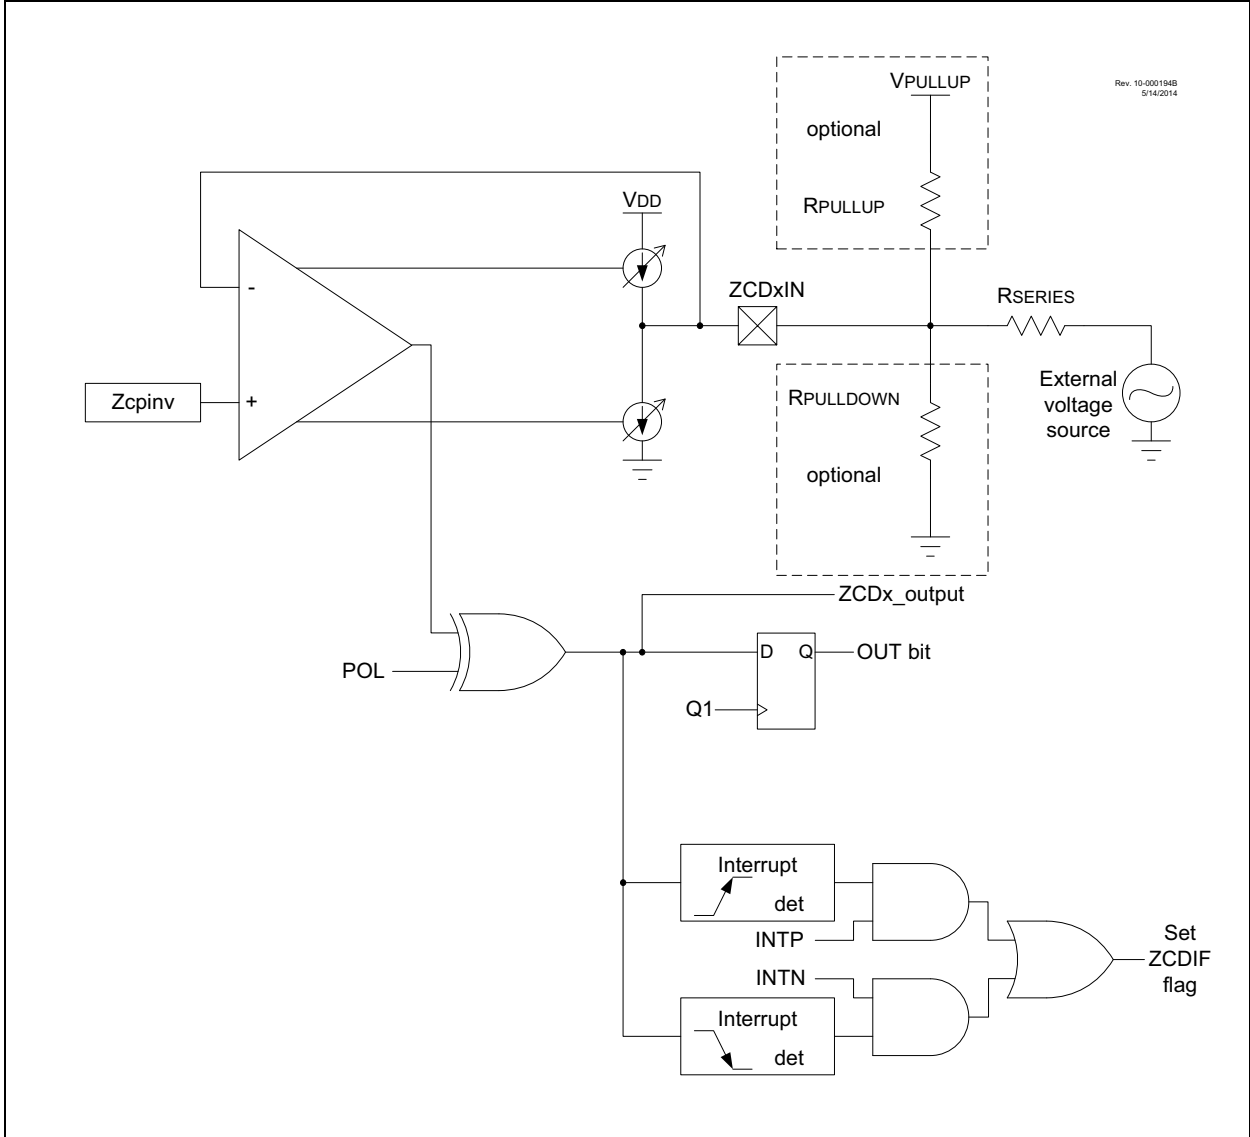 VPULLUP
Rev. 10-000194B
5/14/2014
optional
RPULLUP
VDD
ZCDxIN
RSERIES
-
Zcpinv
+
RPULLDOWN
External
voltage
source
optional
ZCDx_output
POL
D
Q
OUT bit
Q1
Interrupt
det
INTP
INTN
Interrupt
det
Set
ZCDIF
flag